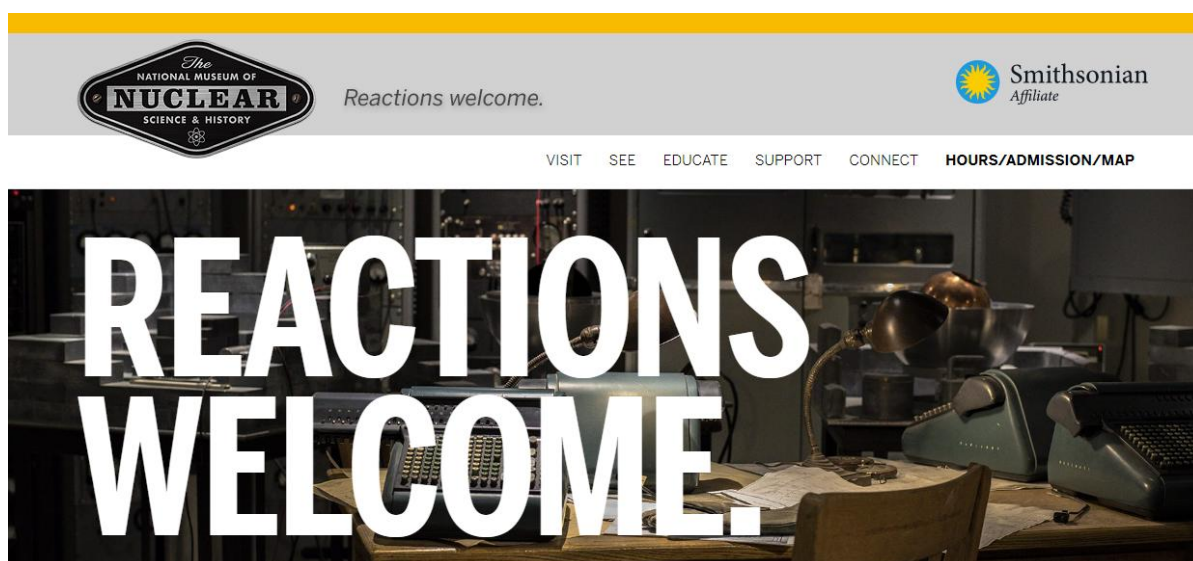 The
NATIONAL MUSEUM OF
NUCLEAR
SCIENCE & HISTORY
Reactions welcome.
Smithsonian
Affiliate
VISIT SEE EDUCATE SUPPORT CONNECT HOURS/ADMISSION/MAP
REACTIONS
WELCOME.